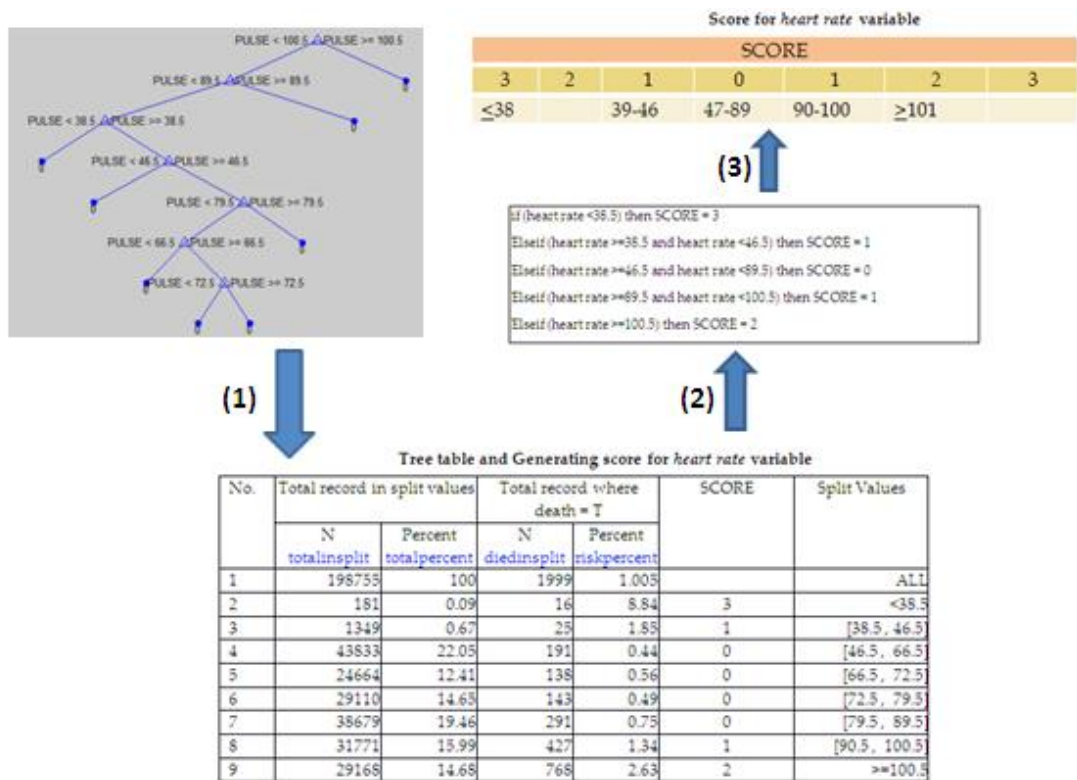 Score for heart rate variable
SCORE
3 2 1 0 1 2 3
≤38 39-46 47-89 90-100 ≥101
PULSE < 100.5 PULSE >= 100.5
PULSE < 89.5 PULSE >= 89.5
PULSE < 38.5 PULSE >= 38.5
PULSE < 46.5 PULSE >= 46.5
PULSE < 79.5 PULSE >= 79.5
PULSE < 66.5 PULSE >= 66.5
PULSE < 72.5 PULSE >= 72.5
(3)
if (heart rate <38.5) then SCORE = 3
Elseif (heart rate >=38.5 and heart rate <46.5) then SCORE = 1
Elseif (heart rate >=46.5 and heart rate <89.5) then SCORE = 0
Elseif (heart rate >=89.5 and heart rate <100.5) then SCORE = 1
Elseif (heart rate >=100.5) then SCORE = 2
(1)
(2)
Tree table and Generating score for heart rate variable
No. Total record in split values Total record where death = T SCORE Split Values
N totalinsplit Percent totalpercent N diedinsplit Percent riskpercent
1 198755 100 1999 1.005 ALL
2 181 0.09 16 8.84 3 <38.5
3 1349 0.67 25 1.85 1 [38.5, 46.5]
4 43833 22.05 191 0.44 0 [46.5, 66.5]
5 24664 12.41 138 0.56 0 [66.5, 72.5]
6 29110 14.65 143 0.49 0 [72.5, 79.5]
7 38679 19.46 291 0.75 0 [79.5, 89.5]
8 31771 15.99 427 1.34 1 [90.5, 100.5]
9 29168 14.68 768 2.63 2 >=100.5